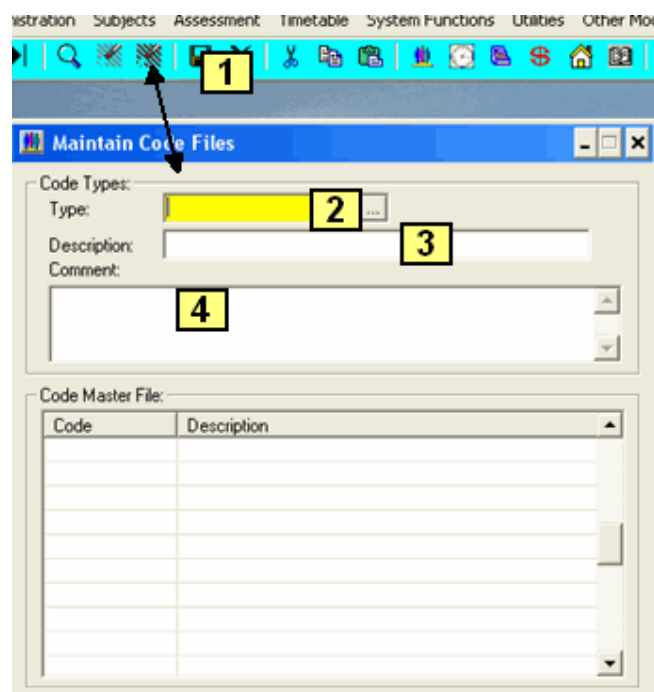 istration Subjects Assessment Timetable System Functions Utilities Other Mo
1
Maintain Code Files
Code Types:
Type: 2 ...
Description: 3
Comment:
4
Code Master File:
Code Description